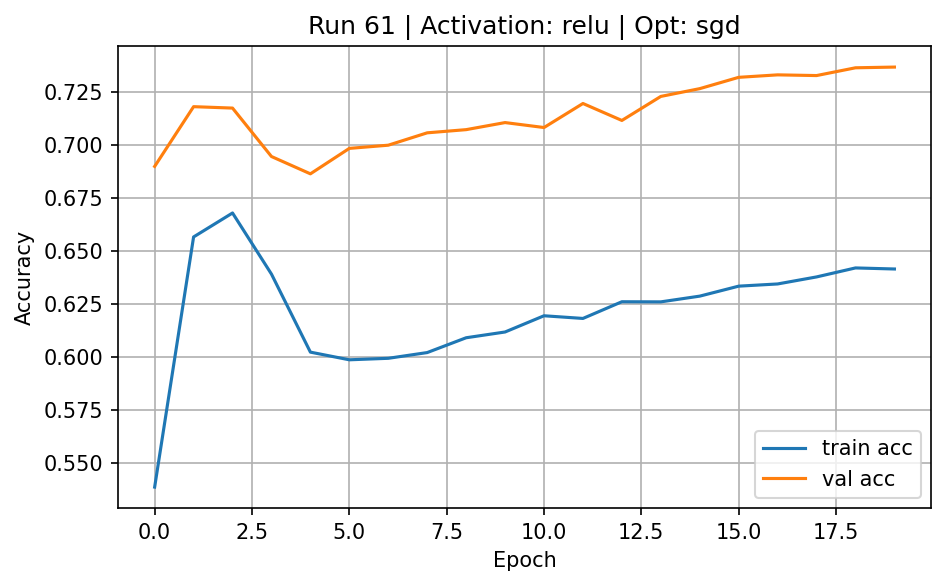 Run 61 | Activation: relu | Opt: sgd
Accuracy
0.725
0.700
0.675
0.650
0.625
0.600
0.575
0.550
train acc
val acc
0.0 2.5 5.0 7.5 10.0 12.5 15.0 17.5
Epoch